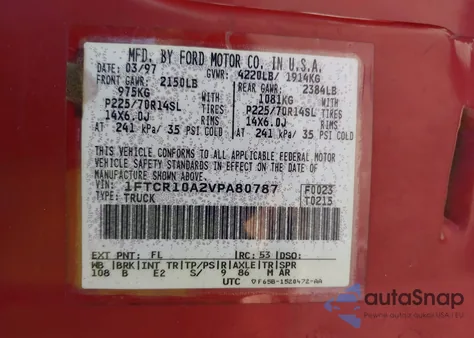 MFD. BY FORD MOTOR CO. IN U.S.A.
DATE: 03/97 GVWR: 4220LB/ 1914KG
FRONT GAWR: 2150LB REAR GAWR: 2384LB
975KG 1081KG
P225/70R14SL TIRES P225/70R14SL TIRES
14X6.0J RIMS 14X6.0J RIMS
AT 241 kPa/ 35 PSI COLD AT 241 kPa/ 35 PSI COLD
THIS VEHICLE CONFORMS TO ALL APPLICABLE FEDERAL MOTOR
VEHICLE SAFETY STANDARDS IN EFFECT ON THE DATE OF
MANUFACTURE SHOWN ABOVE.
VIN: 1FTCR10A2VPA80787 F0023
TYPE: TRUCK T0213
EXT PNT: FL RC: 53 DSO:
WB BRK INT TR TP/PS R AXLE TR SPR
108 B E2 S/ 9 86 M AR
UTC F65B-1520472-AA
autoSnap